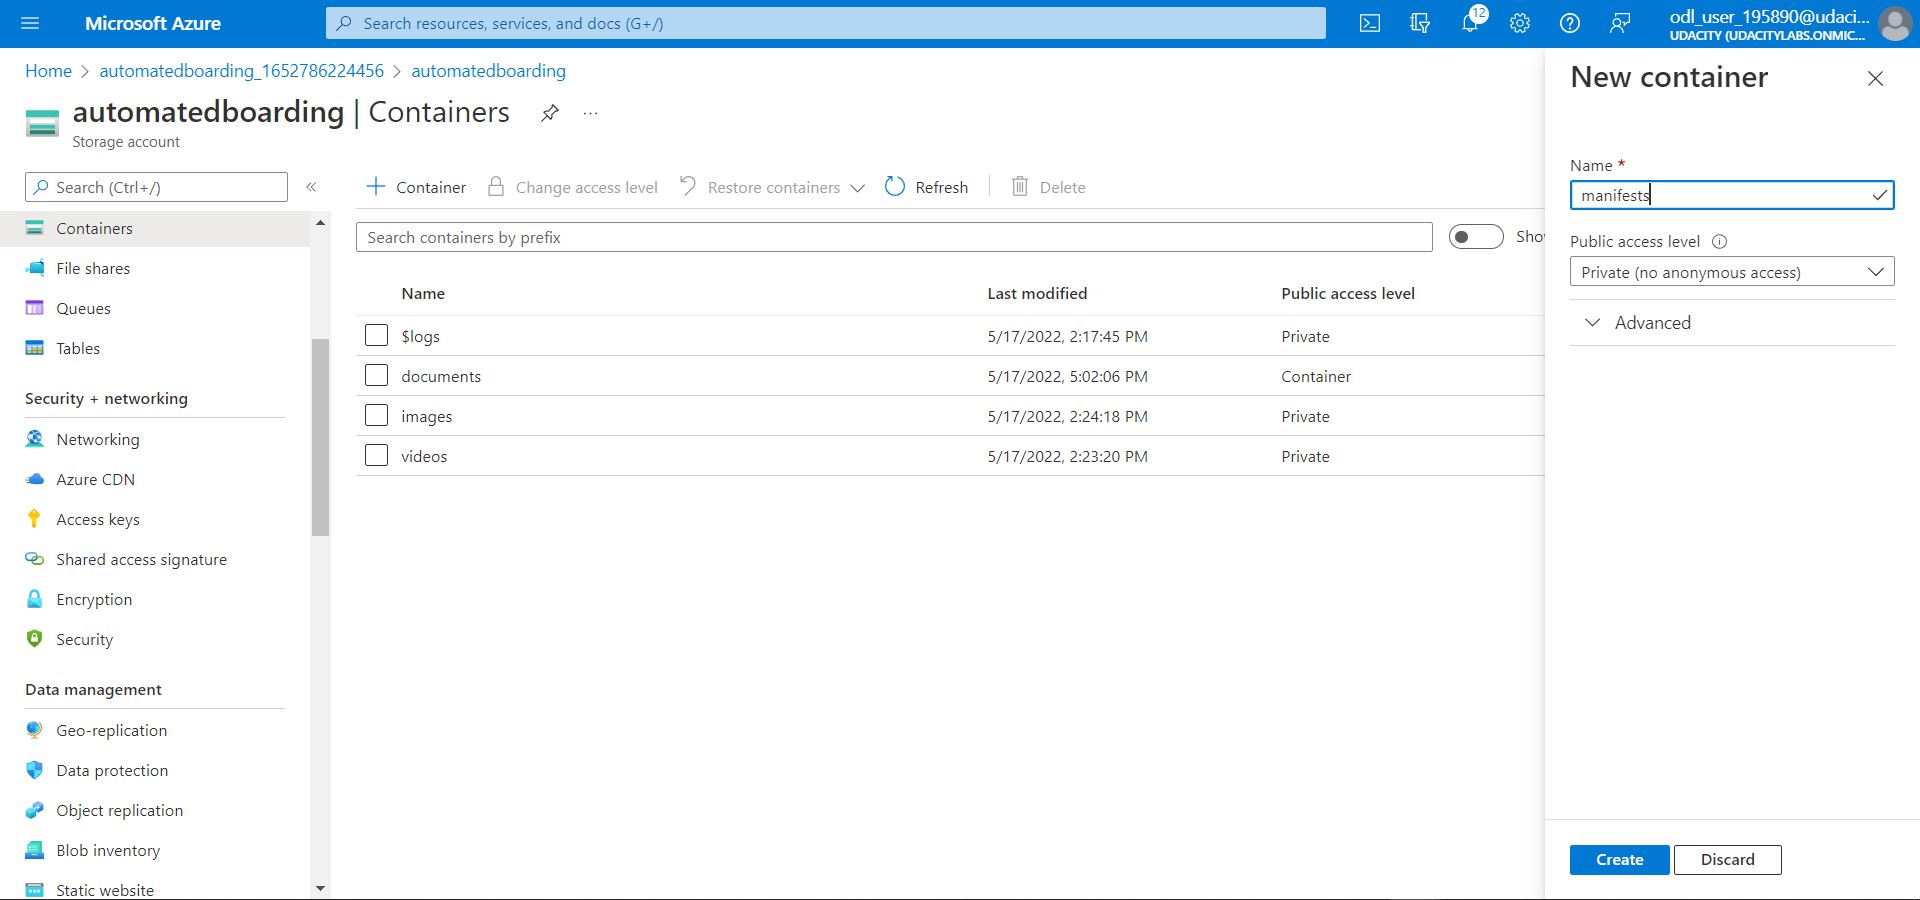 Microsoft Azure
Search resources, services, and docs (G+/)
12
odl_user_195890@udaci...
UDACITY (UDACITYLABS.ONMIC...
Home > automatedboarding_1652786224456 > automatedboarding
automatedboarding | Containers
...
Storage account
Search (Ctrl+/)
«
Containers
File shares
Queues
Tables
Security + networking
Networking
Azure CDN
Access keys
Shared access signature
Encryption
Security
Data management
Geo-replication
Data protection
Object replication
Blob inventory
Static website
+ Container
Change access level
Restore containers
Refresh
Delete
Search containers by prefix
Sho
Name Last modified Public access level
$logs 5/17/2022, 2:17:45 PM Private
documents 5/17/2022, 5:02:06 PM Container
images 5/17/2022, 2:24:18 PM Private
videos 5/17/2022, 2:23:20 PM Private
New container
Name *
manifests
Public access level
Private (no anonymous access)
Advanced
Create
Discard